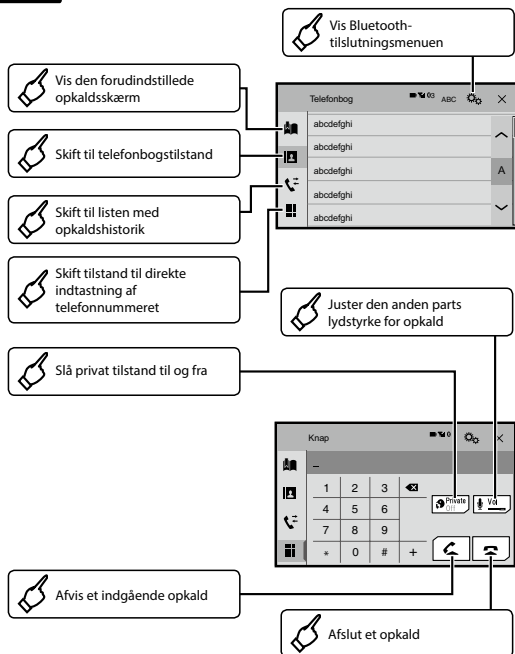 Vis Bluetooth-
tilslutningsmenuen
Vis den forudindstillede
opkaldsskærm
Skift til telefonbogstilstand
Skift til listen med
opkaldshistorik
Skift tilstand til direkte
indtastning af
telefonnummeret
Telefonbog
03 ABC
abcdefghi
abcdefghi
abcdefghi
abcdefghi
abcdefghi
A
Juster den anden parts
lydstyrke for opkald
Slå privat tilstand til og fra
Knap
0
1 2 3
4 5 6
7 8 9
* 0 # +
Private
Off
Vol
Afvis et indgående opkald
Afslut et opkald